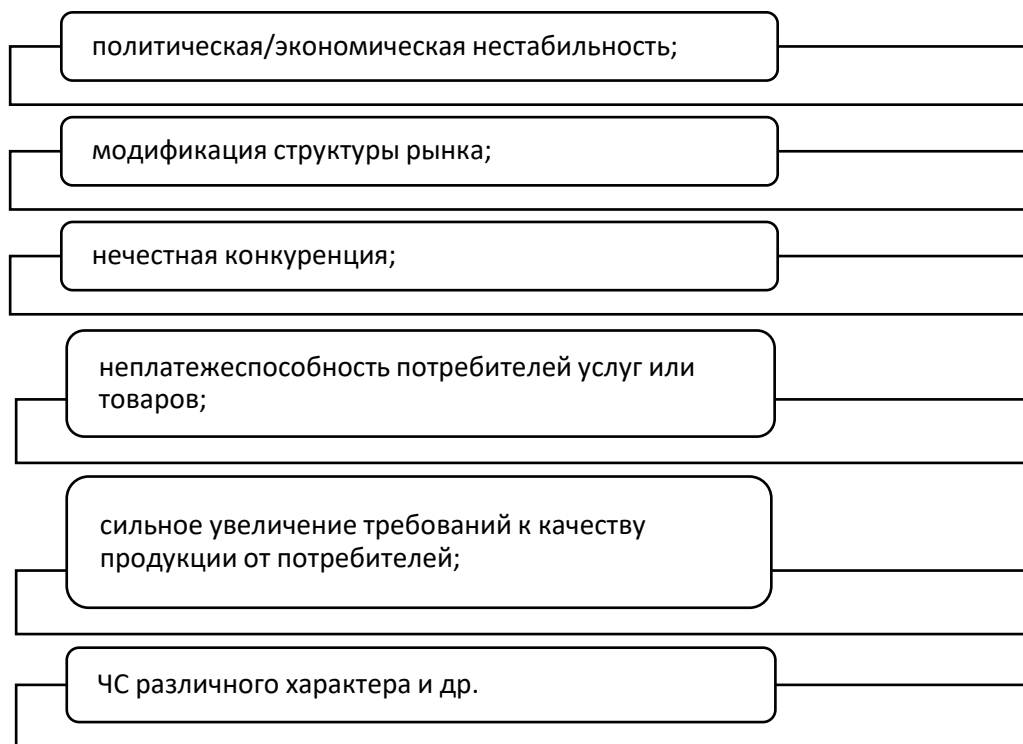 политическая/экономическая нестабильность;
модификация структуры рынка;
нечестная конкуренция;
неплатежеспособность потребителей услуг или
товаров;
сильное увеличение требований к качеству
продукции от потребителей;
ЧС различного характера и др.